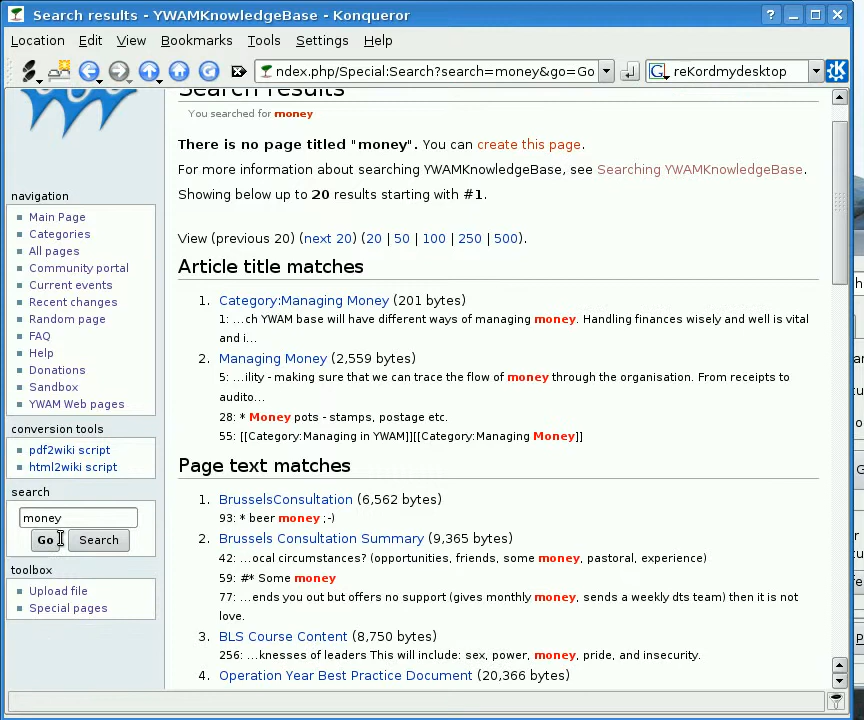 Search results - YWAMKnowledgeBase - Konqueror
Location Edit View Bookmarks Tools Settings Help
ndex.php/Special:Search?search=money&go=Go
reKordmydesktop
Search results
You searched for money
There is no page titled "money". You can create this page.
For more information about searching YWAMKnowledgeBase, see Searching YWAMKnowledgeBase.
Showing below up to 20 results starting with #1.
View (previous 20) (next 20) (20 | 50 | 100 | 250 | 500).
Article title matches
1. Category:Managing Money (201 bytes)
1: ...ch YWAM base will have different ways of managing money. Handling finances wisely and well is vital
and i...
2. Managing Money (2,559 bytes)
5: ...ility - making sure that we can trace the flow of money through the organisation. From receipts to
audito...
28: * Money pots - stamps, postage etc.
55: [[Category:Managing in YWAM]][[Category:Managing Money]]
Page text matches
1. BrusselsConsultation (6,562 bytes)
93: * beer money ;-)
2. Brussels Consultation Summary (9,365 bytes)
42: ...ocal circumstances? (opportunities, friends, some money, pastoral, experience)
59: #* Some money
77: ...ends you out but offers no support (gives monthly money, sends a weekly dts team) then it is not
love.
3. BLS Course Content (8,750 bytes)
256: ...knesses of leaders This will include: sex, power, money, pride, and insecurity.
4. Operation Year Best Practice Document (20,366 bytes)
navigation
Main Page
Categories
All pages
Community portal
Current events
Recent changes
Random page
FAQ
Help
Donations
Sandbox
YWAM Web pages
conversion tools
pdf2wiki script
html2wiki script
search
money
Go Search
toolbox
Upload file
Special pages